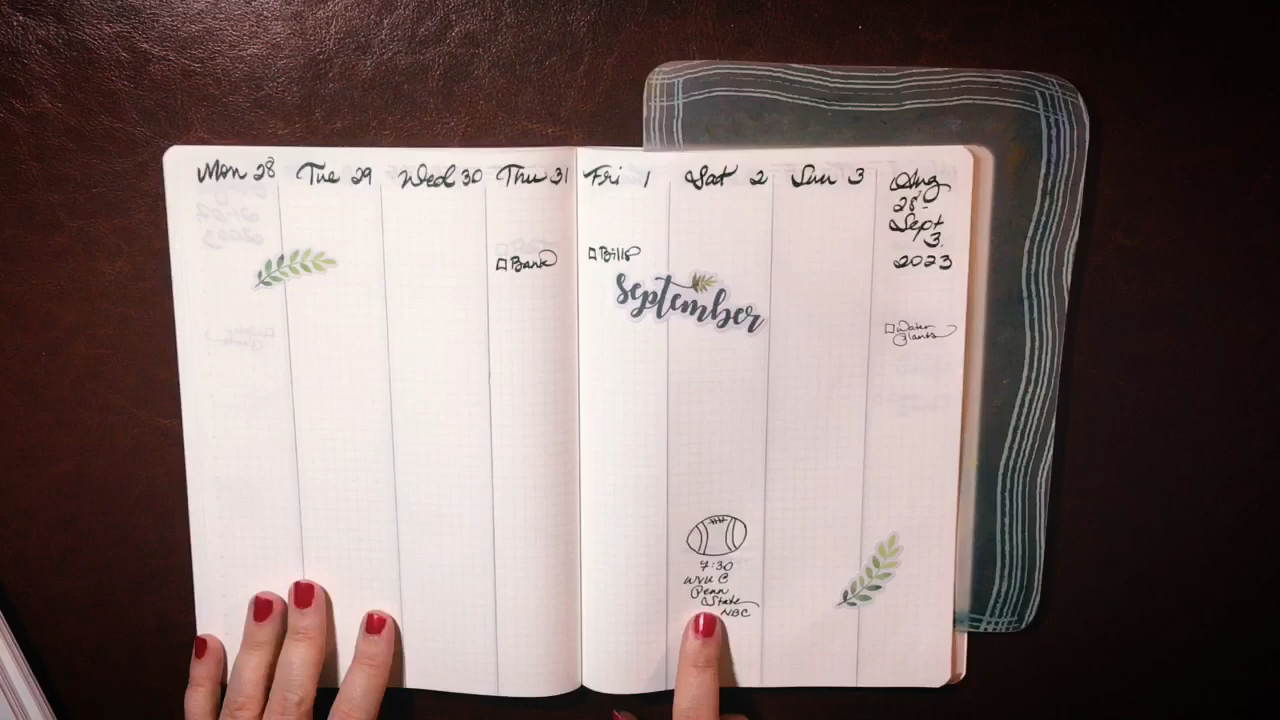 Mon 28 Tue 29 Wed 30 Thu 31 Fri 1 Sat 2 Sun 3
Aug
28-
Sept
3.
2023
Bank
Bills
September
Water
Plants
7:30
WVU @
Penn
State
NBC